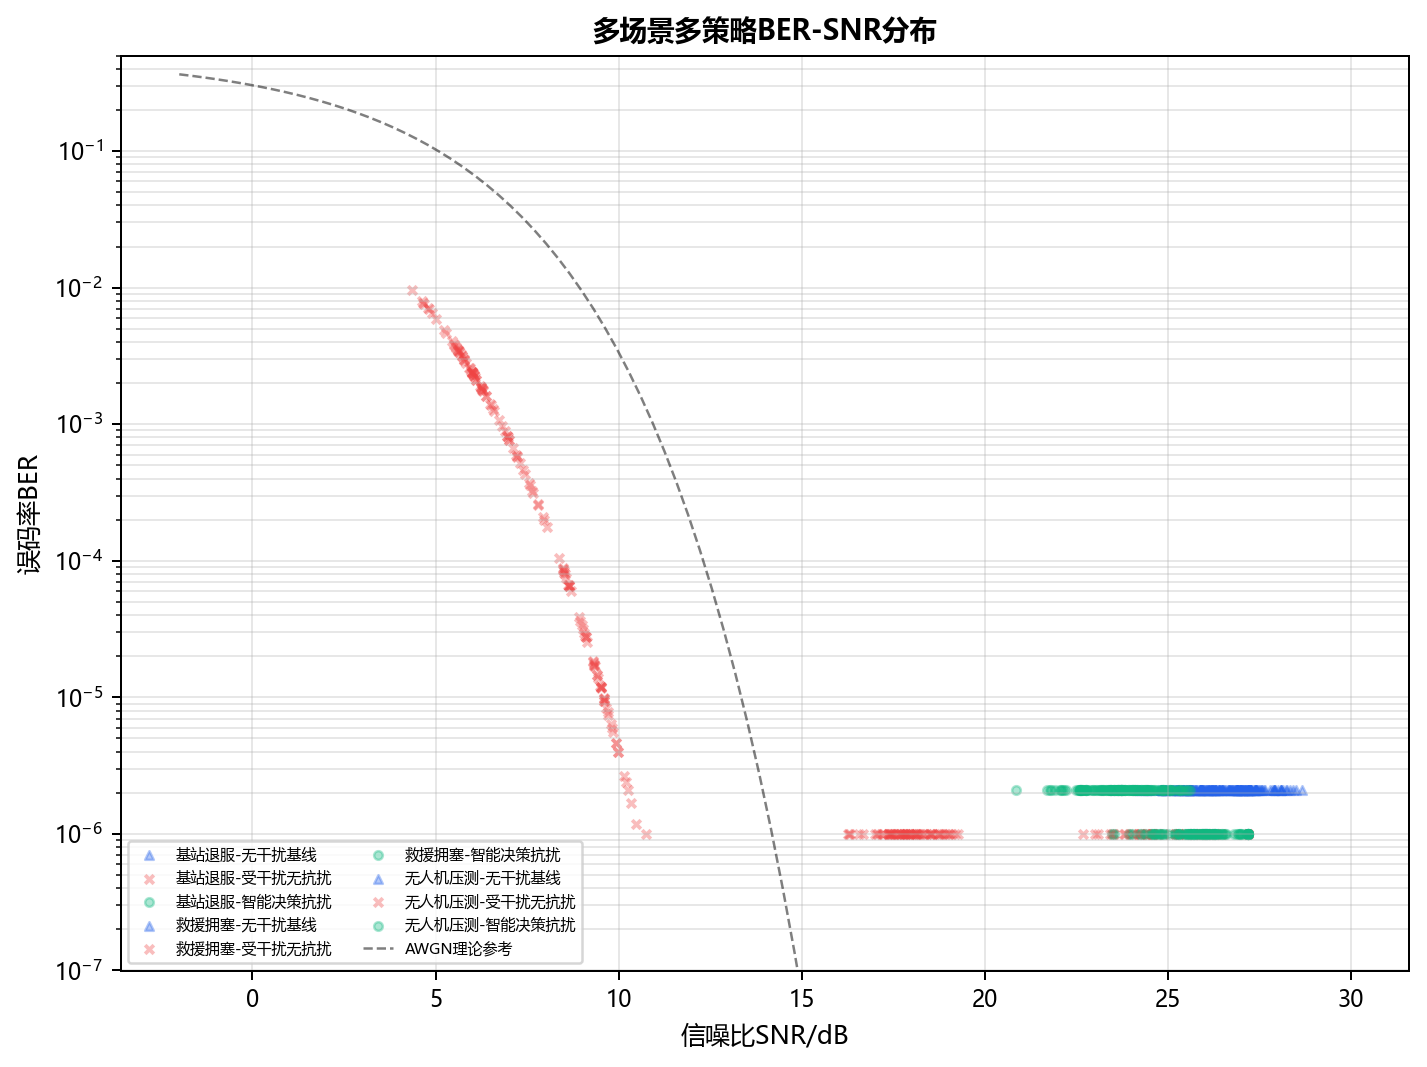 多场景多策略BER-SNR分布
误码率BER
10⁻¹
10⁻²
10⁻³
10⁻⁴
10⁻⁵
10⁻⁶
10⁻⁷
基站退服-无干扰基线
基站退服-受干扰无抗扰
基站退服-智能决策抗扰
救援拥塞-无干扰基线
救援拥塞-受干扰无抗扰
救援拥塞-智能决策抗扰
无人机压测-无干扰基线
无人机压测-受干扰无抗扰
无人机压测-智能决策抗扰
AWGN理论参考
0 5 10 15 20 25 30
信噪比SNR/dB